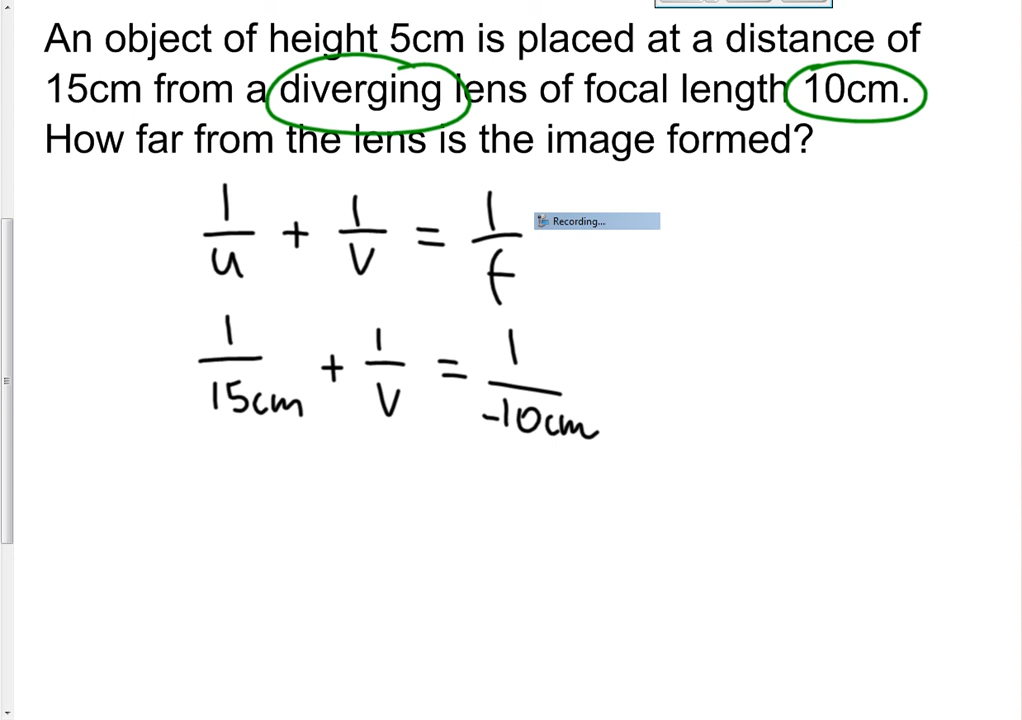 An object of height 5cm is placed at a distance of
15cm from a diverging lens of focal length 10cm.
How far from the lens is the image formed?
1/u + 1/v = 1/f
Recording...
1/15cm + 1/v = 1/-10cm